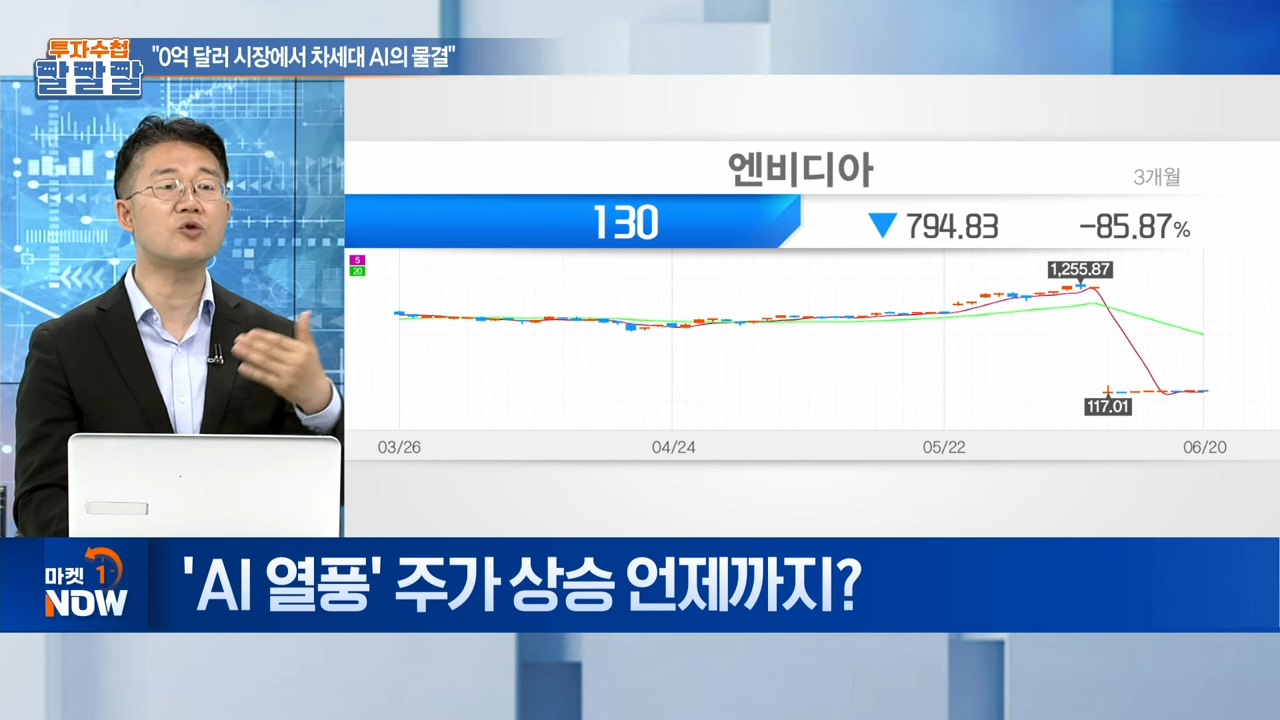 투자수첩
팔팔팔
"0억 달러 시장에서 차세대 AI의 물결"
엔비디아
3개월
130
▼ 794.83
-85.87%
5
20
1,255.87
117.01
03/26
04/24
05/22
06/20
마켓
1
NOW
'AI 열풍' 주가 상승 언제까지?